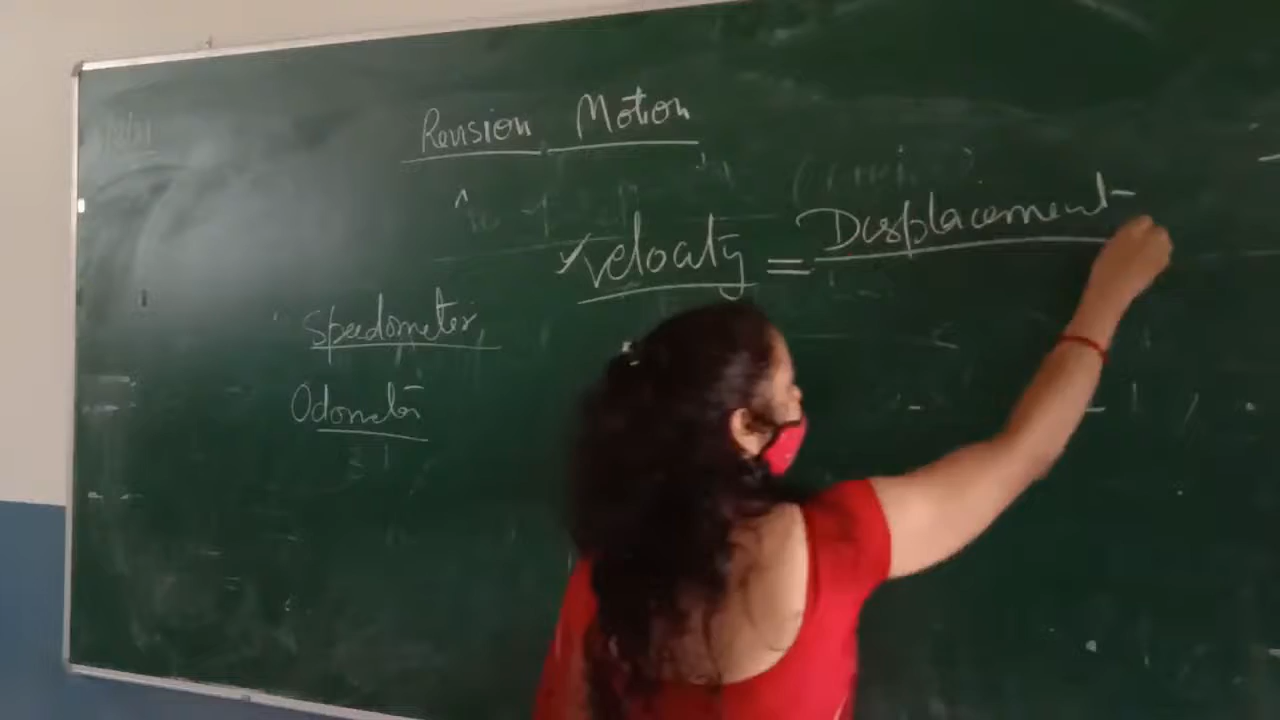 Revision Motion
Velocity = Displacement
Speedometer,
Odometer